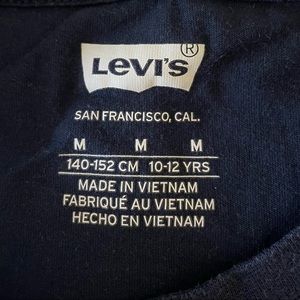 Levi's ®
SAN FRANCISCO, CAL.
M M M
140-152 CM 10-12 YRS
MADE IN VIETNAM
FABRIQUÉ AU VIETNAM
HECHO EN VIETNAM